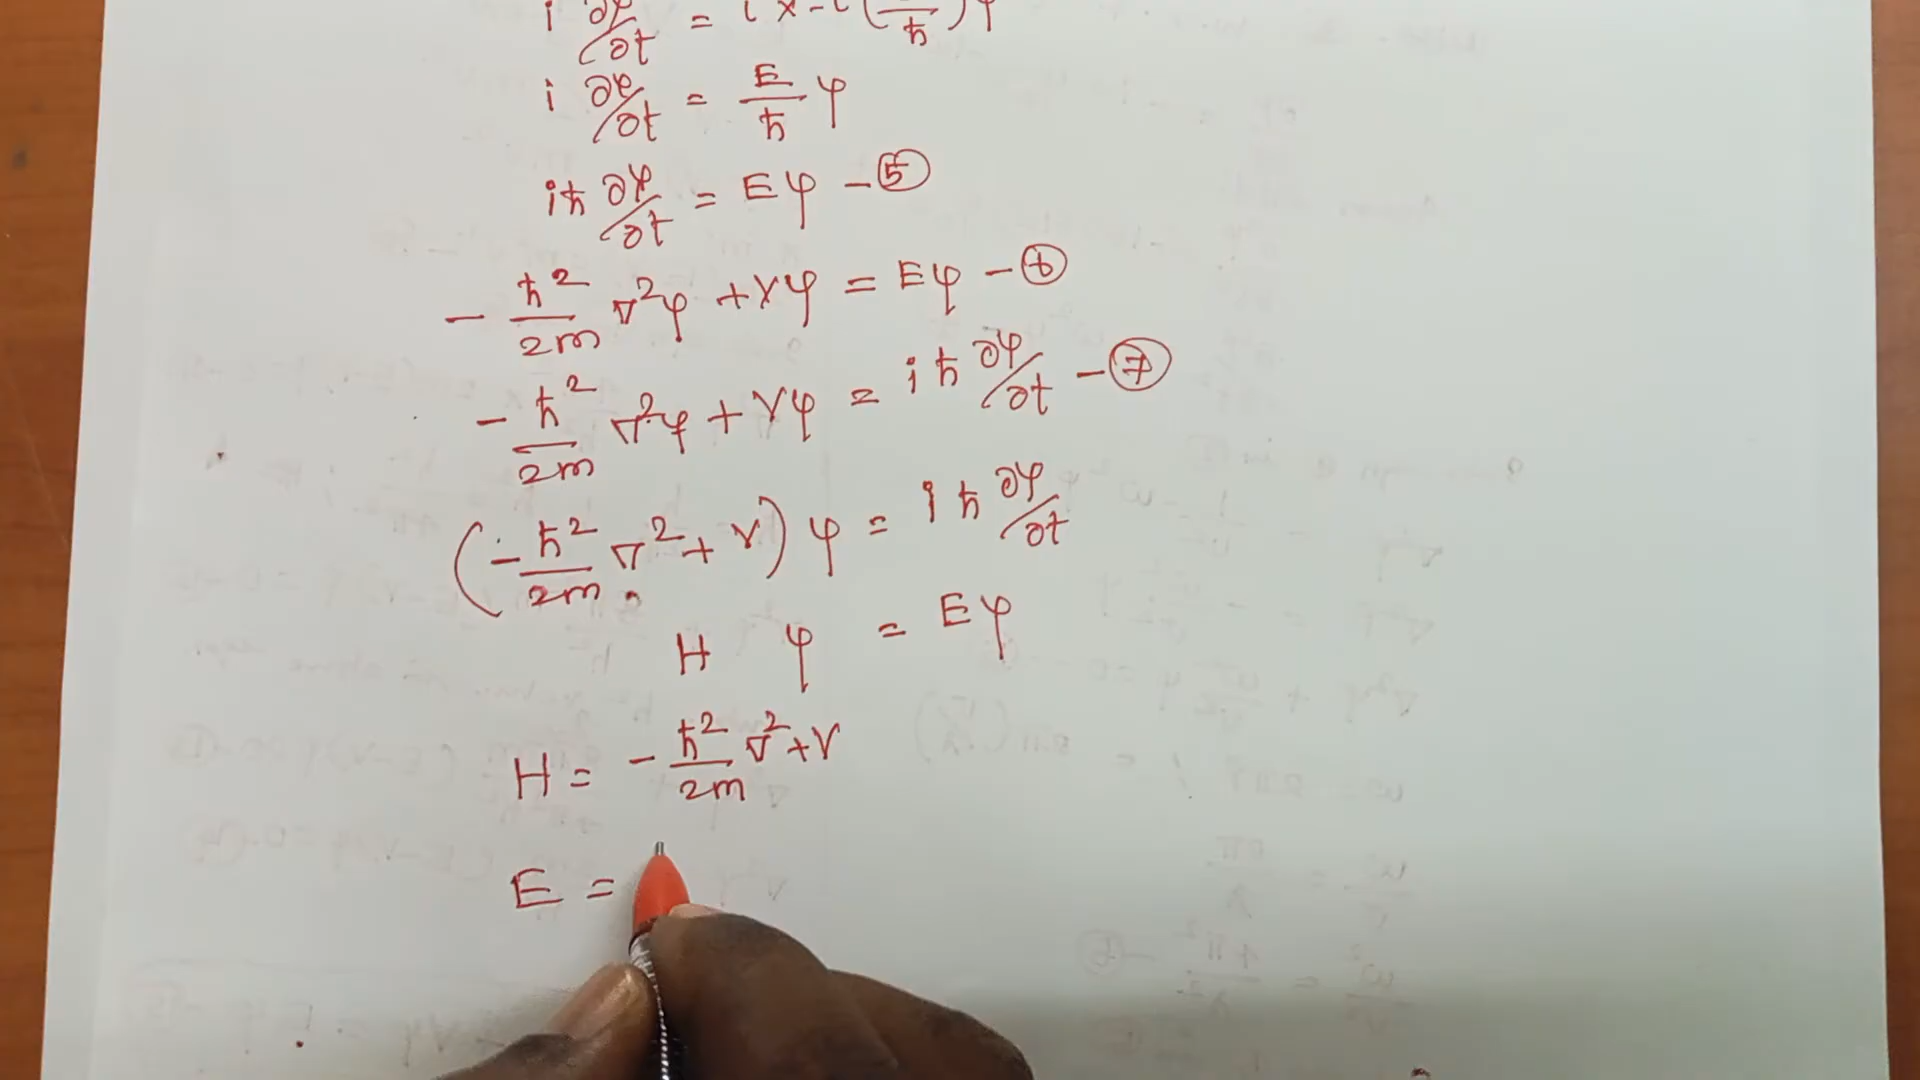 i ∂ψ/∂t = i x - i (/ħ) ψ
i ∂ψ/∂t = E/ħ ψ
iħ ∂ψ/∂t = Eψ - ⑤
- ħ²/2m ∇²ψ + Vψ = Eψ - ⑥
- ħ²/2m ∇²ψ + Vψ = iħ ∂ψ/∂t - ⑦
(- ħ²/2m ∇² + V) ψ = iħ ∂ψ/∂t
H ψ = Eψ
H = - ħ²/2m ∇² + V
E =